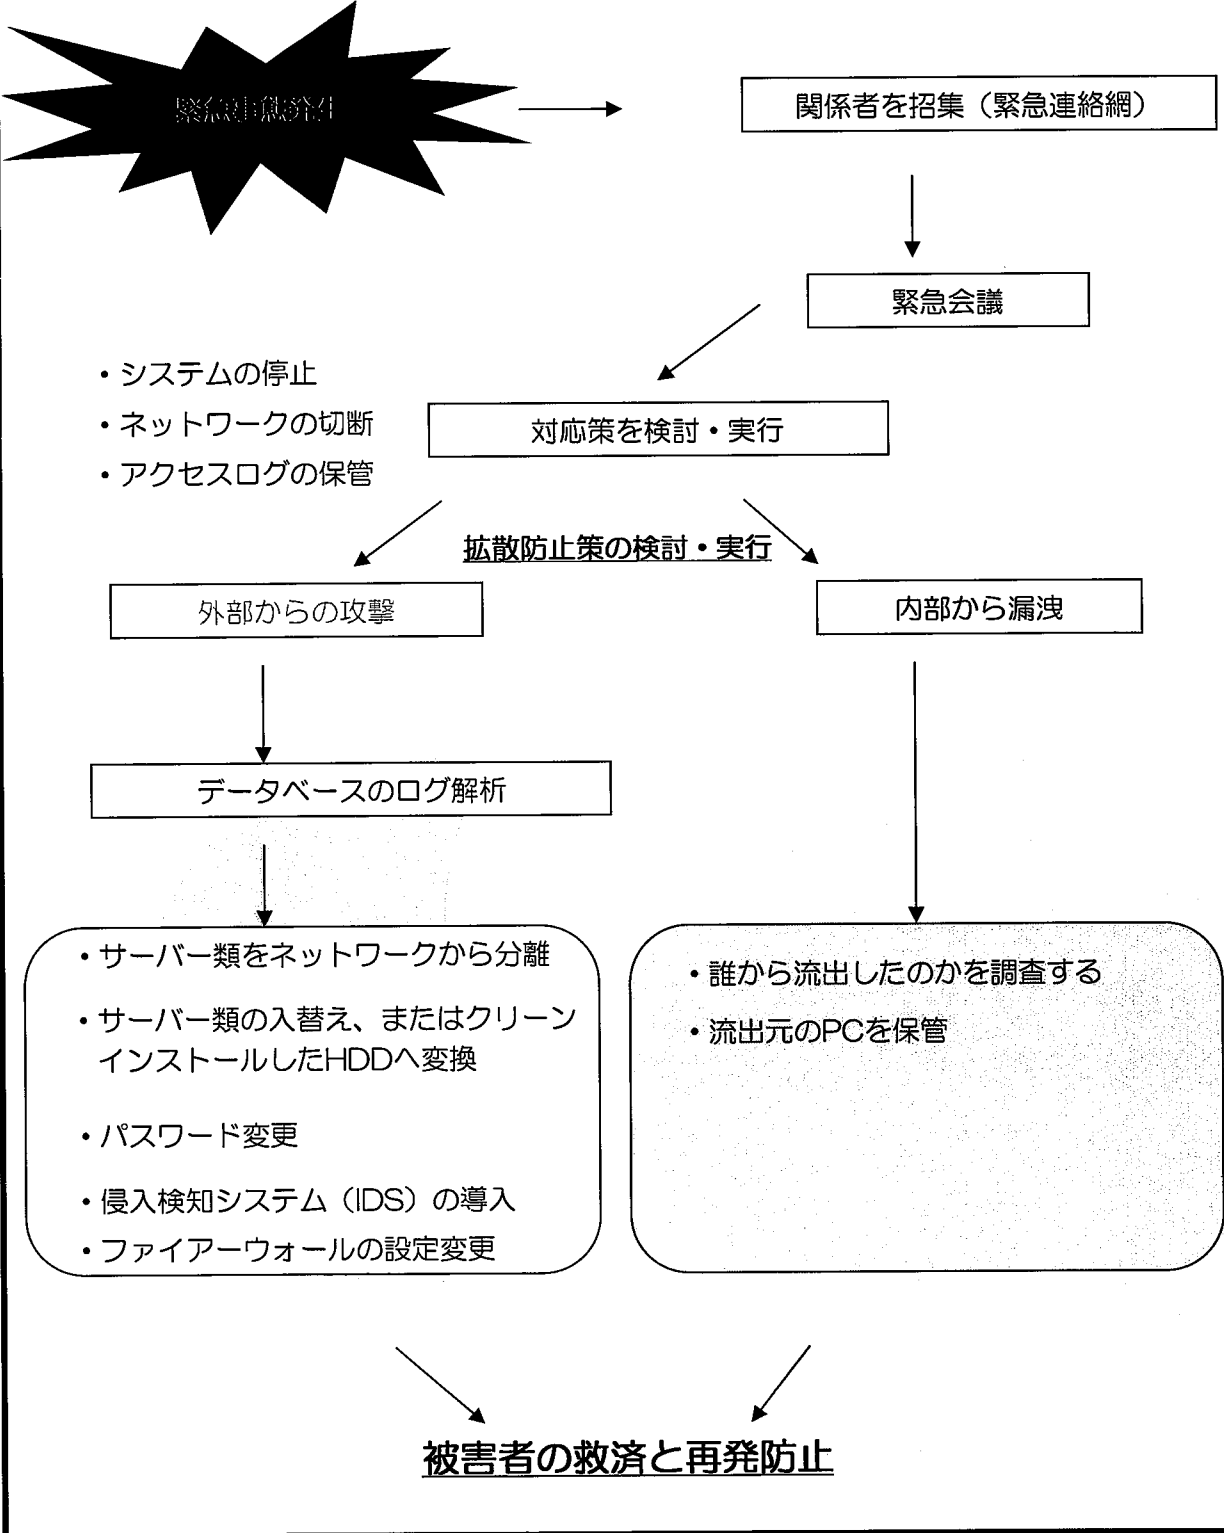 緊急事態発生
関係者を招集（緊急連絡網）
緊急会議
・システムの停止
・ネットワークの切断
・アクセスログの保管
対応策を検討・実行
拡散防止策の検討・実行
外部からの攻撃
内部から漏洩
データベースのログ解析
・サーバー類をネットワークから分離
・サーバー類の入替え、またはクリーン
インストールしたHDDへ変換
・パスワード変更
・侵入検知システム（IDS）の導入
・ファイアーウォールの設定変更
・誰から流出したのかを調査する
・流出元のPCを保管
被害者の救済と再発防止